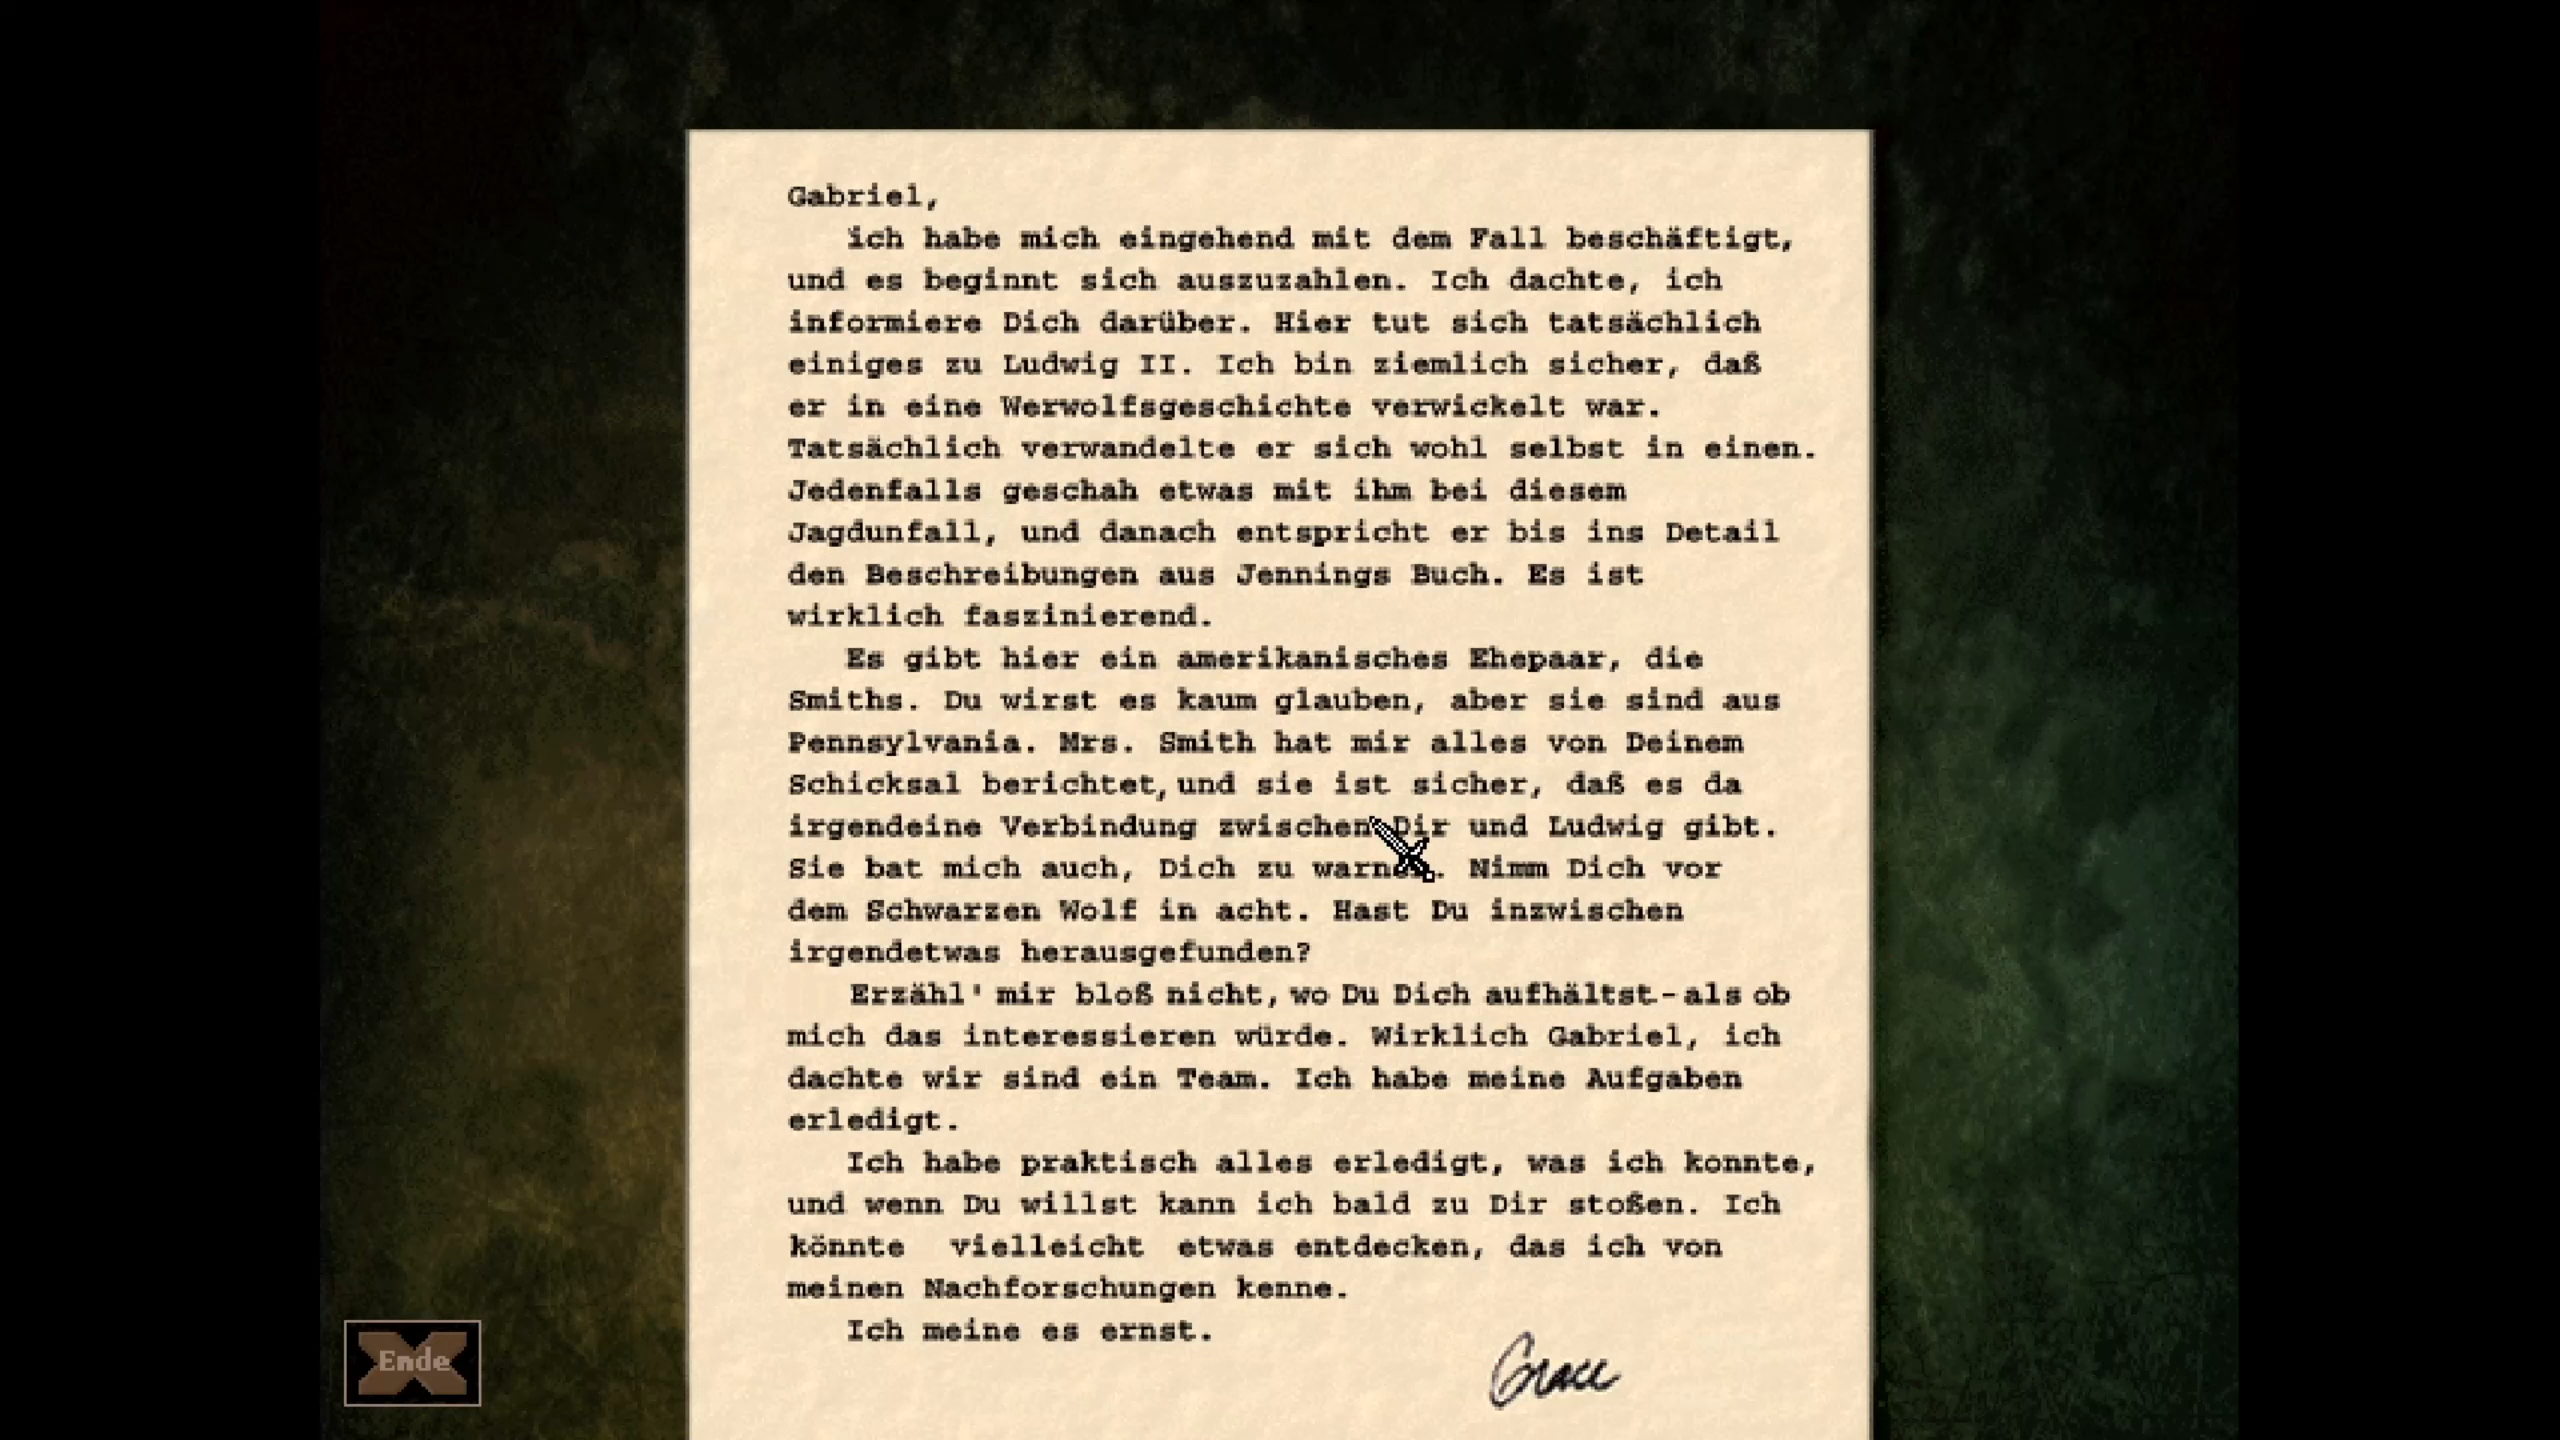 Gabriel,
ich habe mich eingehend mit dem Fall beschäftigt,
und es beginnt sich auszuzahlen. Ich dachte, ich
informiere Dich darüber. Hier tut sich tatsächlich
einiges zu Ludwig II. Ich bin ziemlich sicher, daß
er in eine Werwolfsgeschichte verwickelt war.
Tatsächlich verwandelte er sich wohl selbst in einen.
Jedenfalls geschah etwas mit ihm bei diesem
Jagdunfall, und danach entspricht er bis ins Detail
den Beschreibungen aus Jennings Buch. Es ist
wirklich faszinierend.
Es gibt hier ein amerikanisches Ehepaar, die
Smiths. Du wirst es kaum glauben, aber sie sind aus
Pennsylvania. Mrs. Smith hat mir alles von Deinem
Schicksal berichtet, und sie ist sicher, daß es da
irgendeine Verbindung zwischen Dir und Ludwig gibt.
Sie bat mich auch, Dich zu warnen. Nimm Dich vor
dem Schwarzen Wolf in acht. Hast Du inzwischen
irgendetwas herausgefunden?
Erzähl' mir bloß nicht, wo Du Dich aufhältst - als ob
mich das interessieren würde. Wirklich Gabriel, ich
dachte wir sind ein Team. Ich habe meine Aufgaben
erledigt.
Ich habe praktisch alles erledigt, was ich konnte,
und wenn Du willst kann ich bald zu Dir stoßen. Ich
könnte vielleicht etwas entdecken, das ich von
meinen Nachforschungen kenne.
Ich meine es ernst.
Grace
Ende